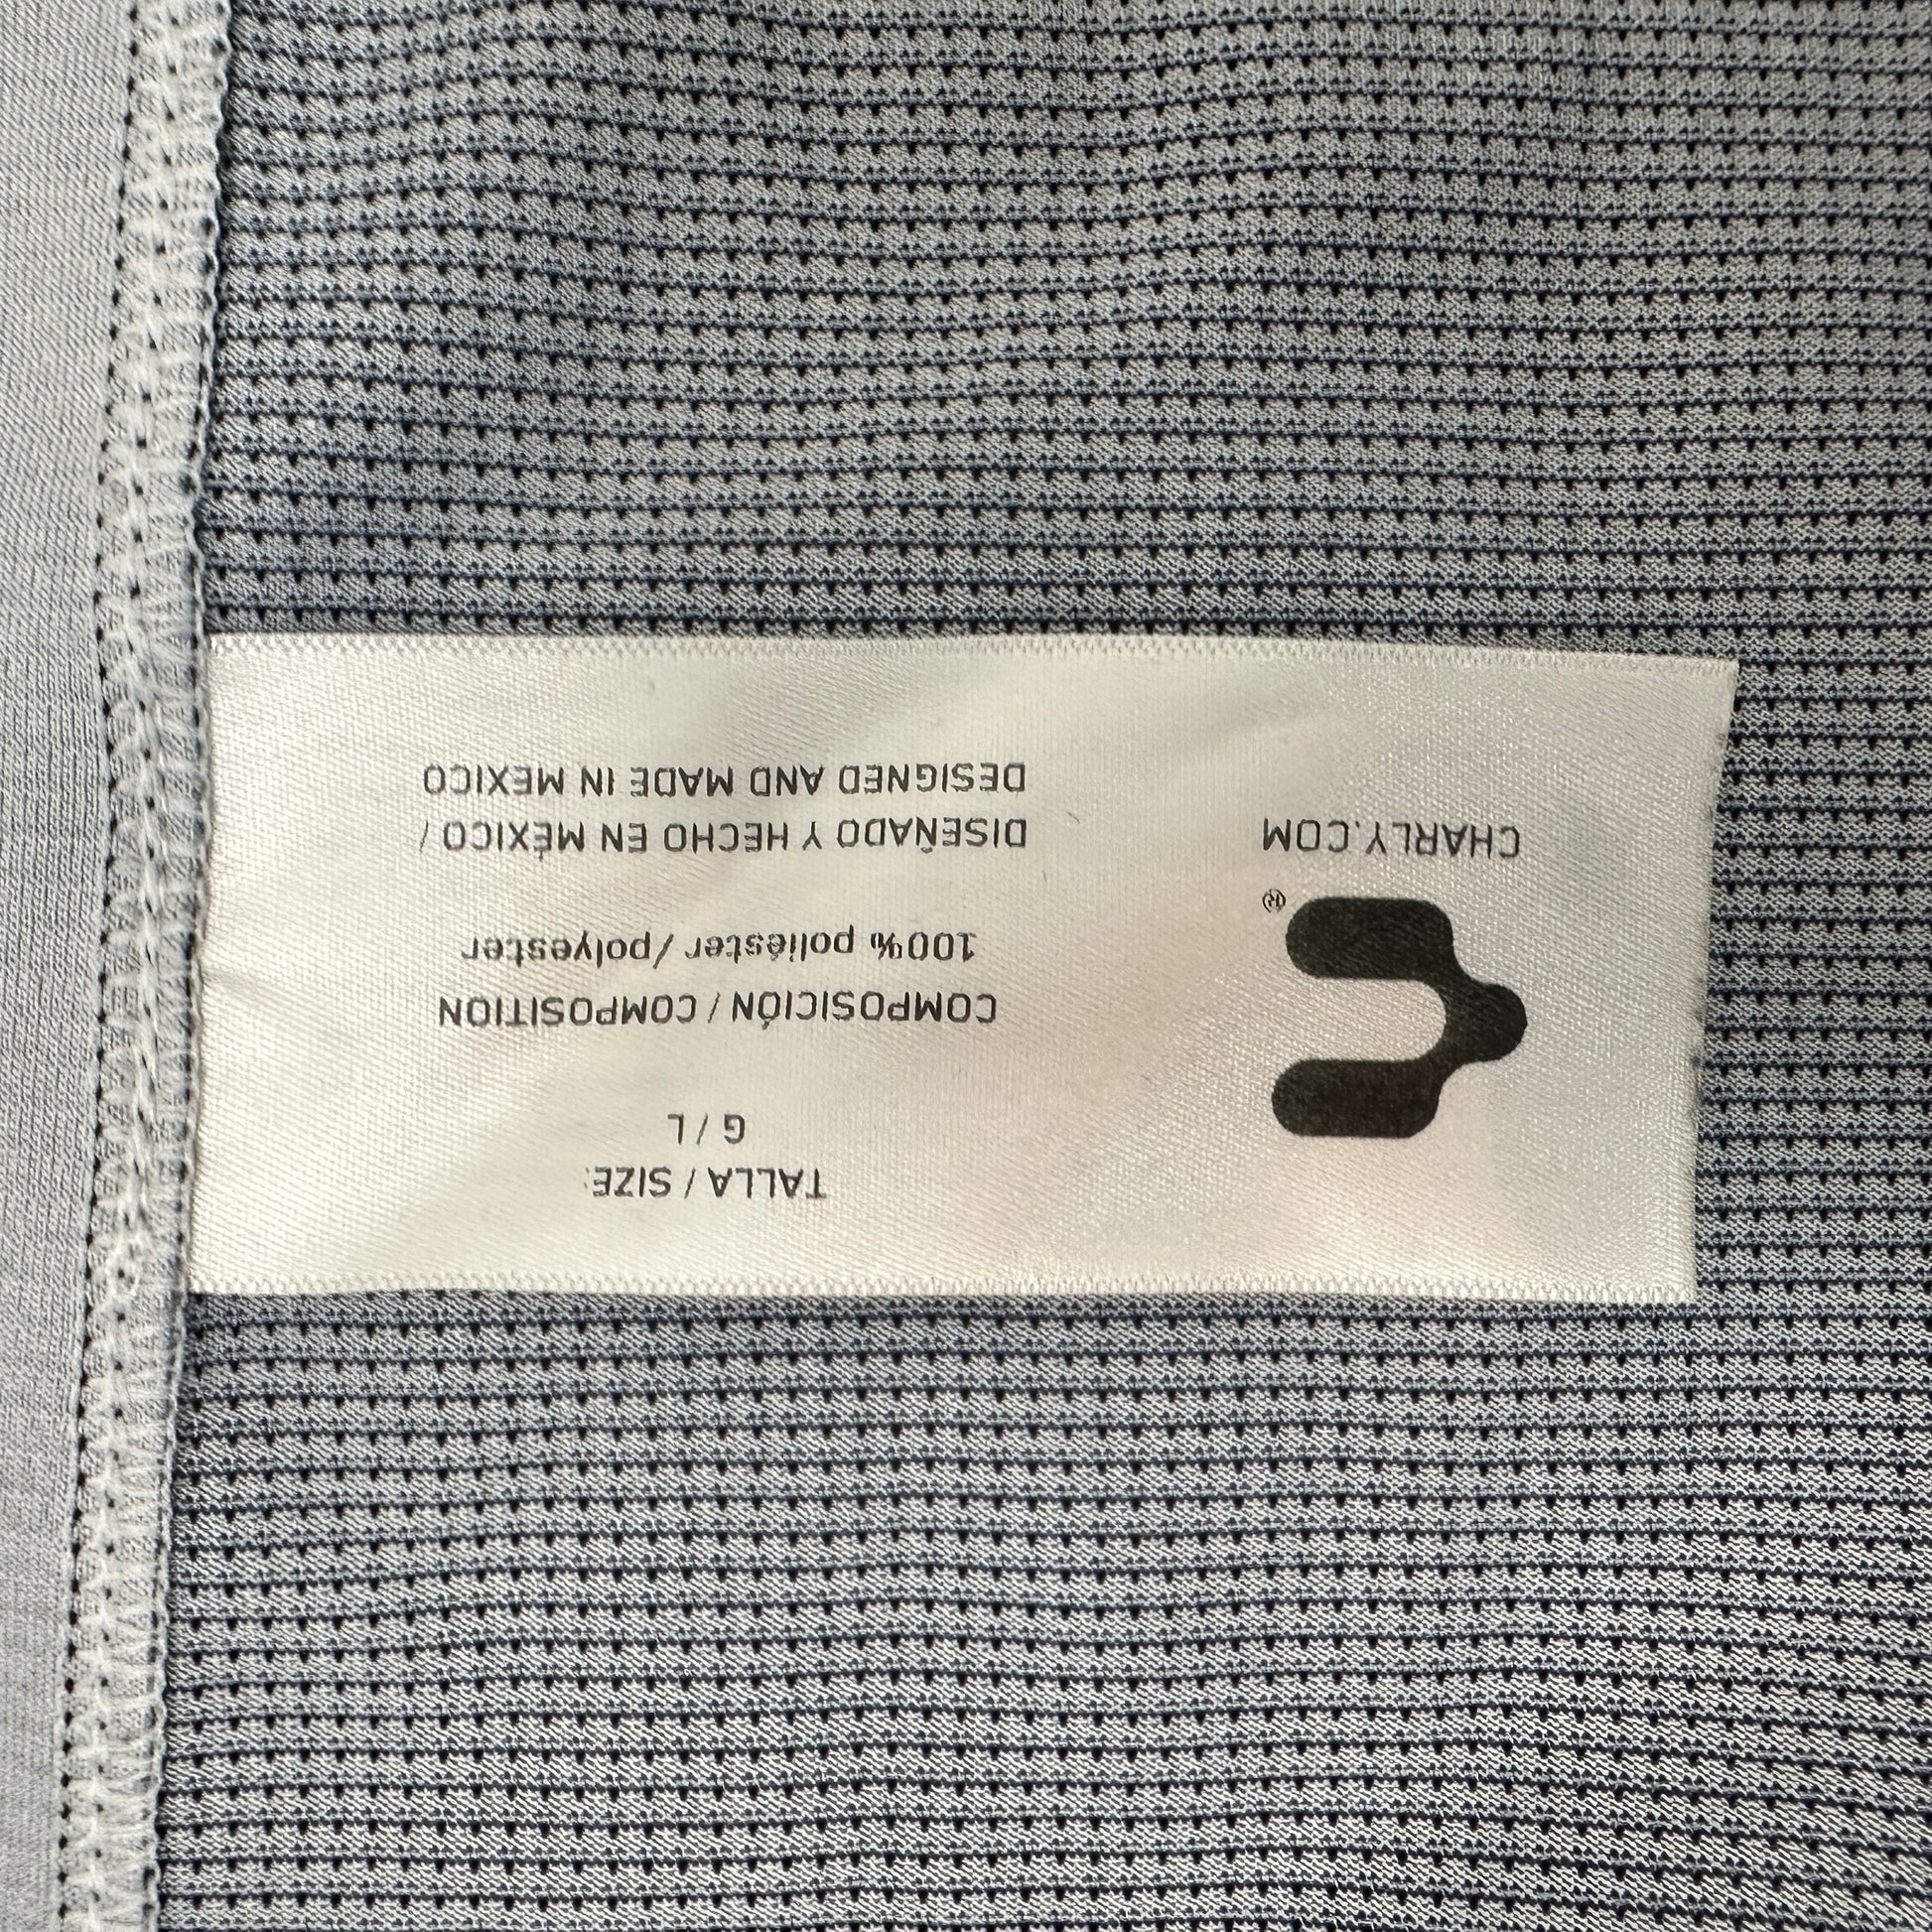 ®
CHARLY.COM
TALLA / SIZE:
G / L
COMPOSICIÓN / COMPOSITION
100% poliéster / polyester
DISEÑADO Y HECHO EN MÉXICO /
DESIGNED AND MADE IN MEXICO